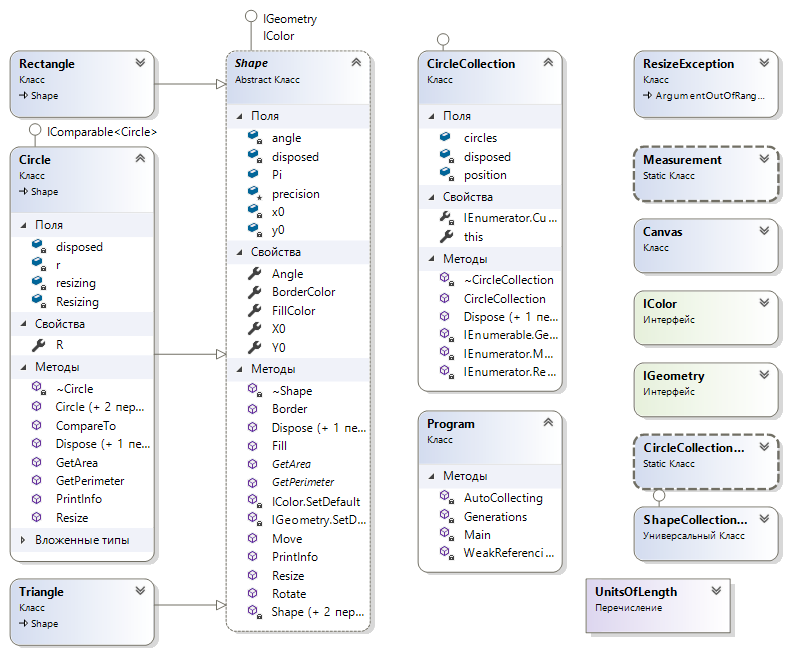 Rectangle
Класс
Shape
IComparable<Circle>
Circle
Класс
Shape
Поля
disposed
r
resizing
Resizing
Свойства
R
Методы
~Circle
Circle (+ 2 пер...
CompareTo
Dispose (+ 1 пе...
GetArea
GetPerimeter
PrintInfo
Resize
Вложенные типы
Triangle
Класс
Shape
IGeometry
IColor
Shape
Abstract Класс
Поля
angle
disposed
Pi
precision
x0
y0
Свойства
Angle
BorderColor
FillColor
X0
Y0
Методы
~Shape
Border
Dispose (+ 1 пе...
Fill
GetArea
GetPerimeter
IColor.SetDefault
IGeometry.SetD...
Move
PrintInfo
Resize
Rotate
Shape (+ 2 пер...
CircleCollection
Класс
Поля
circles
disposed
position
Свойства
IEnumerator.Cu...
this
Методы
~CircleCollection
CircleCollection
Dispose (+ 1 пе...
IEnumerable.Ge...
IEnumerator.M...
IEnumerator.Re...
Program
Класс
Методы
AutoCollecting
Generations
Main
WeakReferenci...
ResizeException
Класс
ArgumentOutOfRang...
Measurement
Static Класс
Canvas
Класс
IColor
Интерфейс
IGeometry
Интерфейс
CircleCollection...
Static Класс
ShapeCollection...
Универсальный Класс
UnitsOfLength
Перечисление